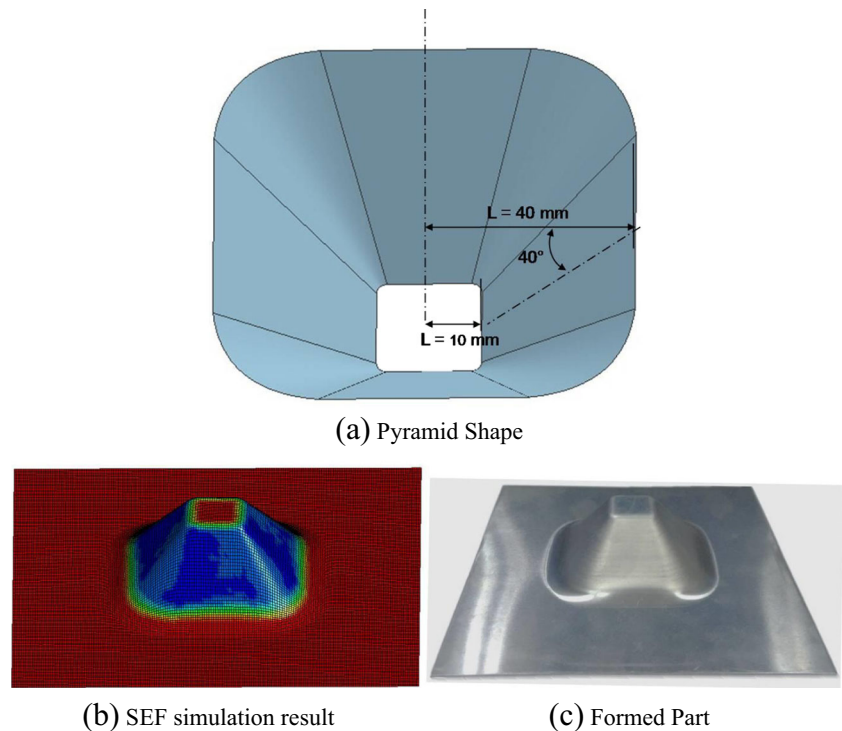 L = 40 mm
40°
L = 10 mm
(a) Pyramid Shape
(b) SEF simulation result
(c) Formed Part